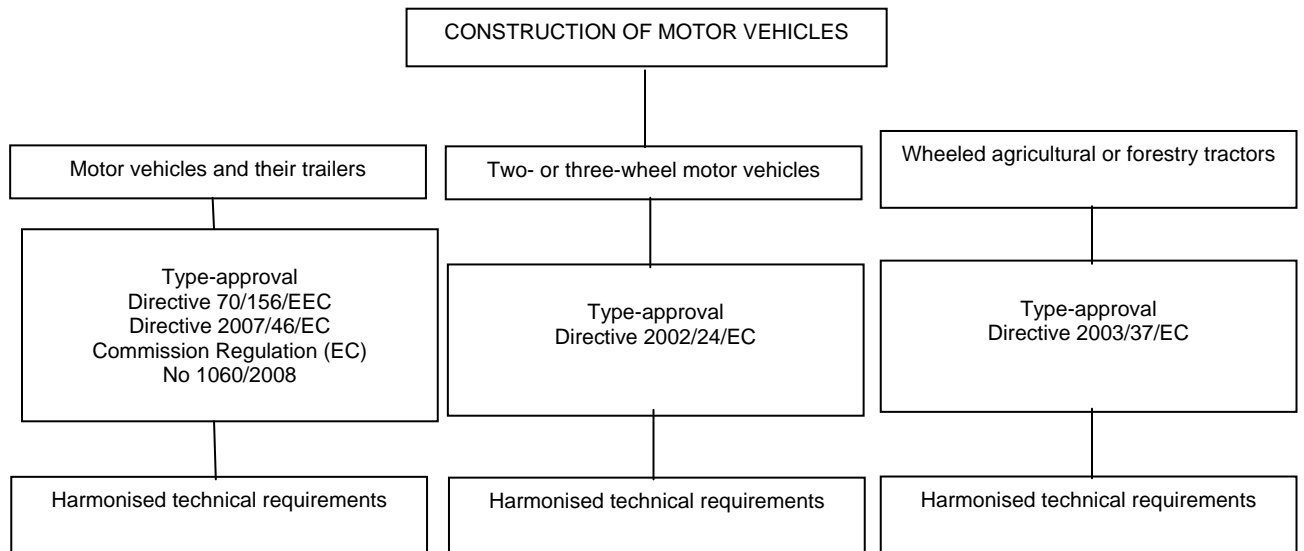 CONSTRUCTION OF MOTOR VEHICLES
Motor vehicles and their trailers
Two- or three-wheel motor vehicles
Wheeled agricultural or forestry tractors
Type-approval
Directive 70/156/EEC
Directive 2007/46/EC
Commission Regulation (EC)
No 1060/2008
Type-approval
Directive 2002/24/EC
Type-approval
Directive 2003/37/EC
Harmonised technical requirements
Harmonised technical requirements
Harmonised technical requirements